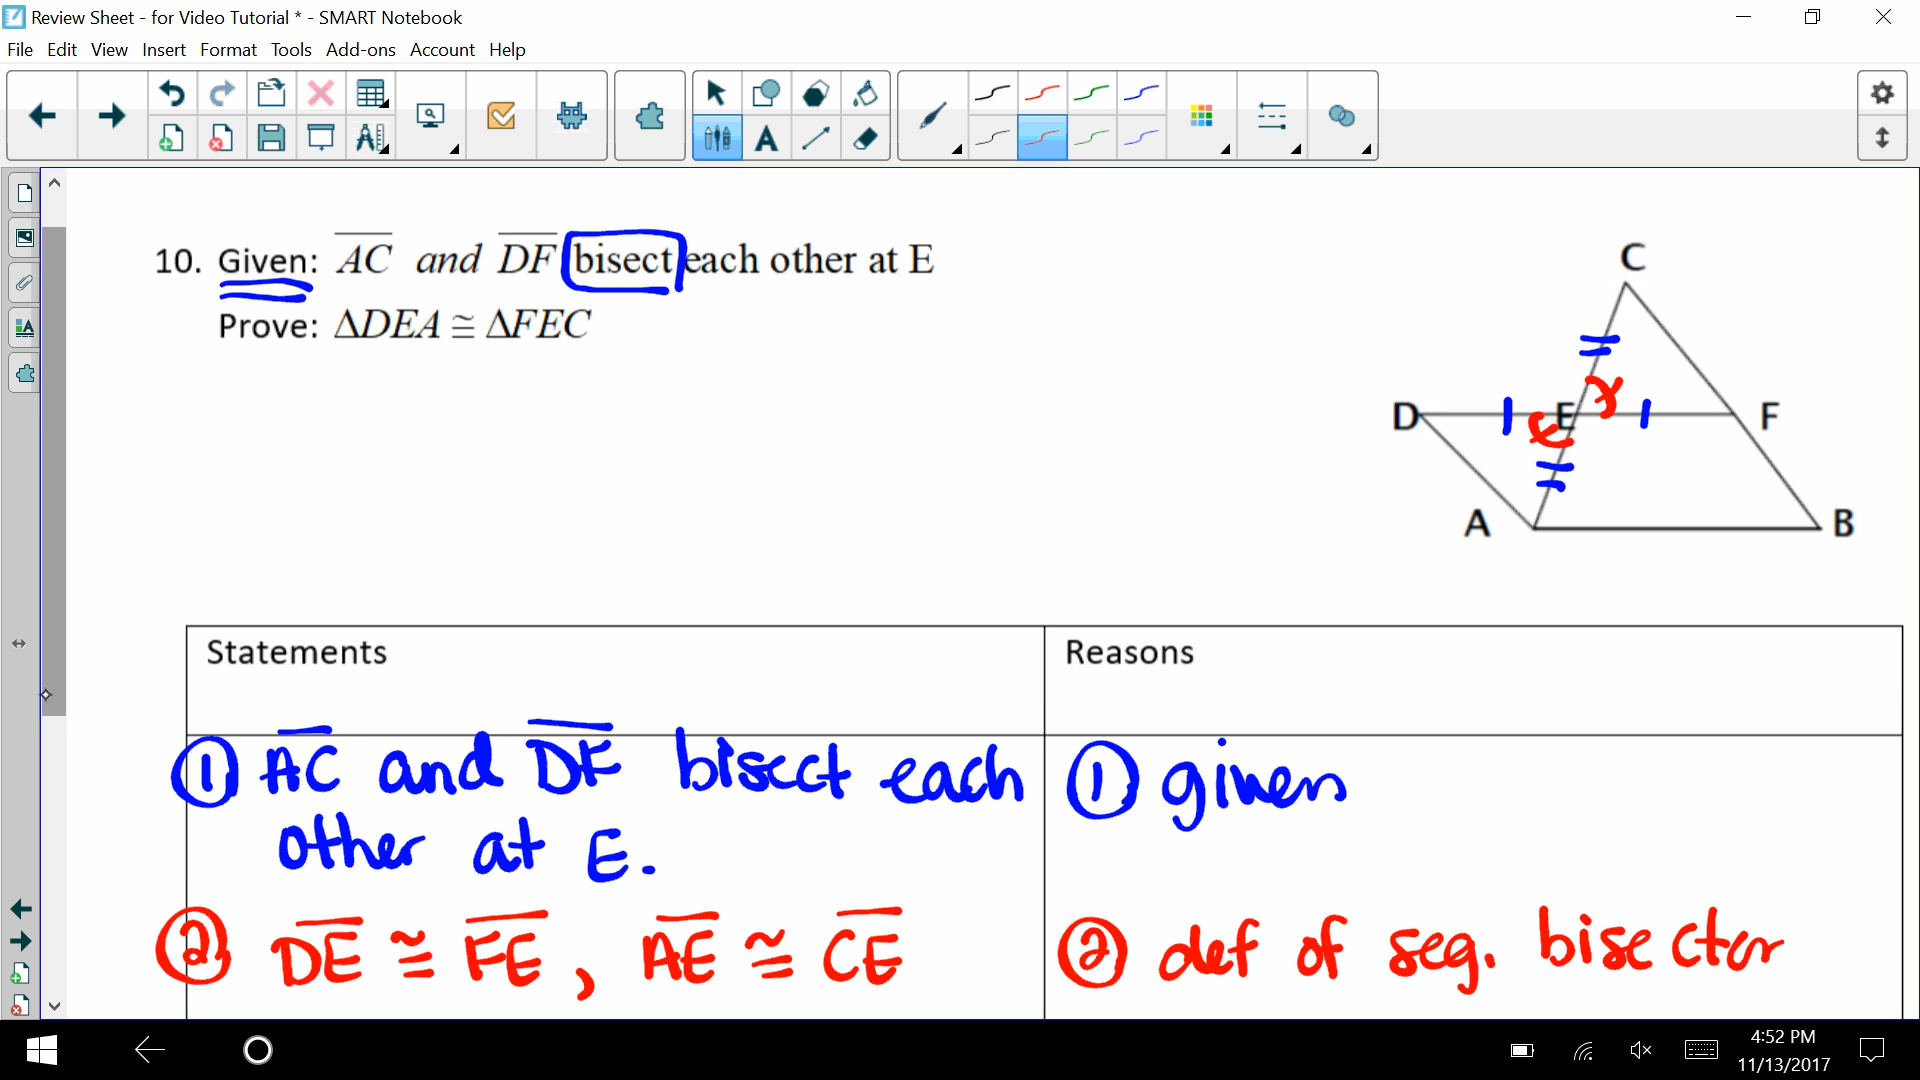 Review Sheet - for Video Tutorial * - SMART Notebook
File Edit View Insert Format Tools Add-ons Account Help
10. Given: AC and DF bisect each other at E
Prove: ΔDEA ≅ ΔFEC
C
D E F
A B
Statements Reasons
① AC and DF bisect each ① given
other at E.
② DE ≅ FE, AE ≅ CE ② def of seg. bisector
4:52 PM
11/13/2017